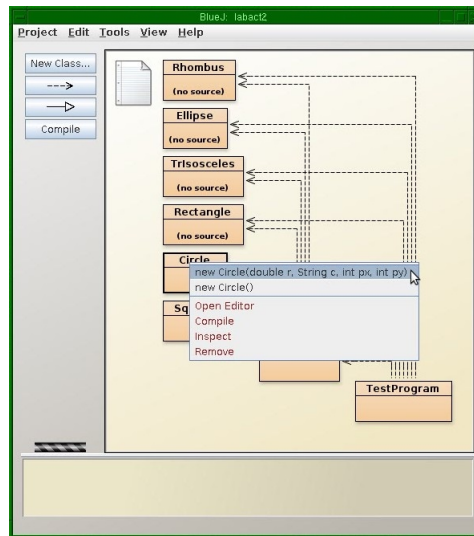 BlueJ: labact2
Project Edit Tools View Help
New Class...
Compile
Rhombus
(no source)
Ellipse
(no source)
TrIsosceles
(no source)
Rectangle
(no source)
Circle
new Circle(double r, String c, int px, int py)
new Circle()
Open Editor
Compile
Inspect
Remove
Sq
TestProgram